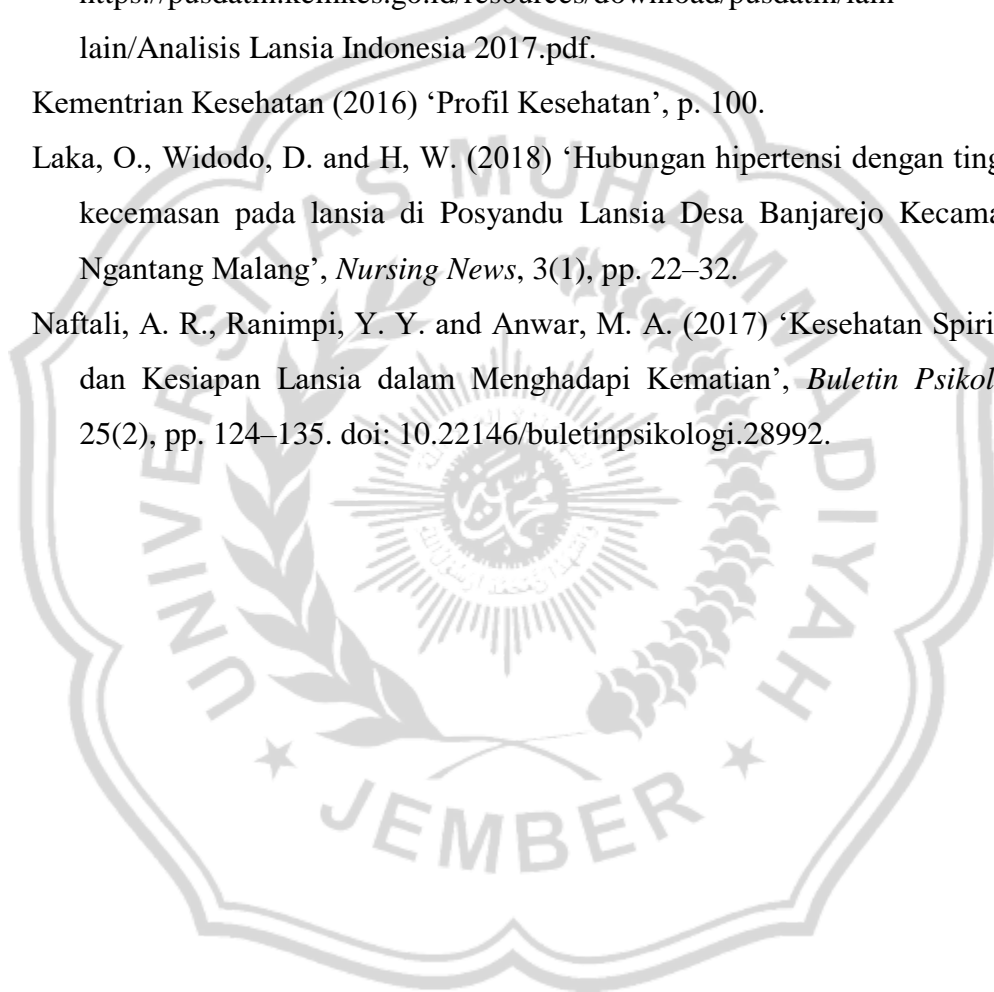 lain/Analisis Lansia Indonesia 2017.pdf.
Kementrian Kesehatan (2016) ‘Profil Kesehatan’, p. 100.
Laka, O., Widodo, D. and H, W. (2018) ‘Hubungan hipertensi dengan ting
kecemasan pada lansia di Posyandu Lansia Desa Banjarejo Kecama
Ngantang Malang’, Nursing News, 3(1), pp. 22–32.
Naftali, A. R., Ranimpi, Y. Y. and Anwar, M. A. (2017) ‘Kesehatan Spiri
dan Kesiapan Lansia dalam Menghadapi Kematian’, Buletin Psikol
25(2), pp. 124–135. doi: 10.22146/buletinpsikologi.28992.
UNIVERSITAS MUHAMMADIYAH
JEMBER